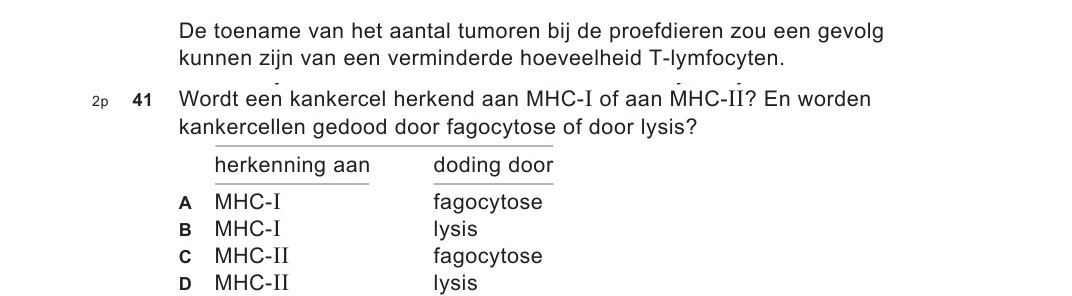 De toename van het aantal tumoren bij de proefdieren zou een gevolg
kunnen zijn van een verminderde hoeveelheid T-lymfocyten.
2p 41 Wordt een kankercel herkend aan MHC-I of aan MHC-II? En worden
kankercellen gedood door fagocytose of door lysis?
herkenning aan doding door
A MHC-I fagocytose
B MHC-I lysis
C MHC-II fagocytose
D MHC-II lysis